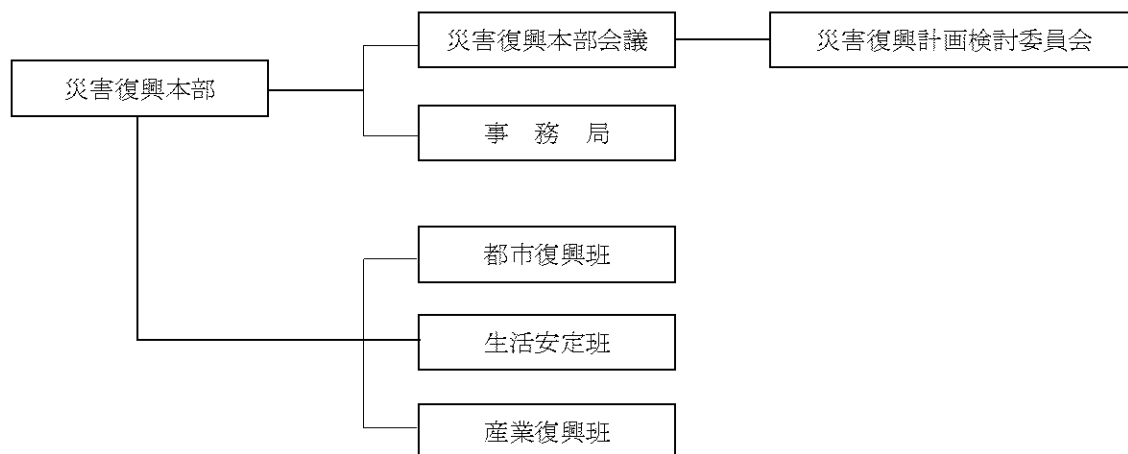 災害復興本部会議
災害復興計画検討委員会
災害復興本部
事　務　局
都市復興班
生活安定班
産業復興班